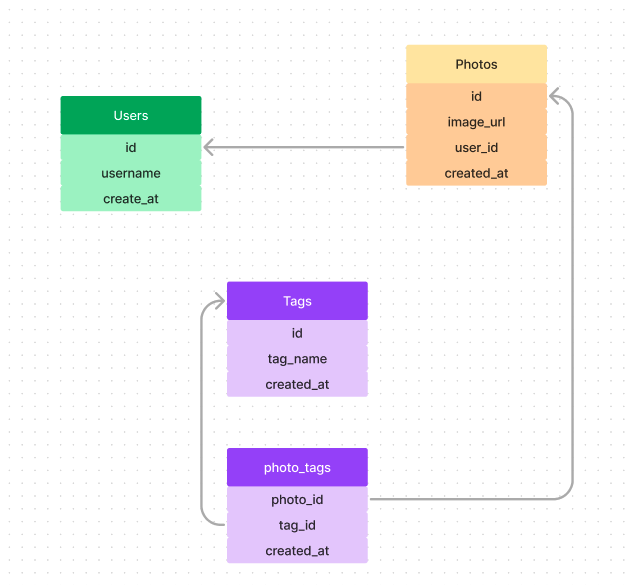 Users
id
username
create_at
Photos
id
image_url
user_id
created_at
Tags
id
tag_name
created_at
photo_tags
photo_id
tag_id
created_at